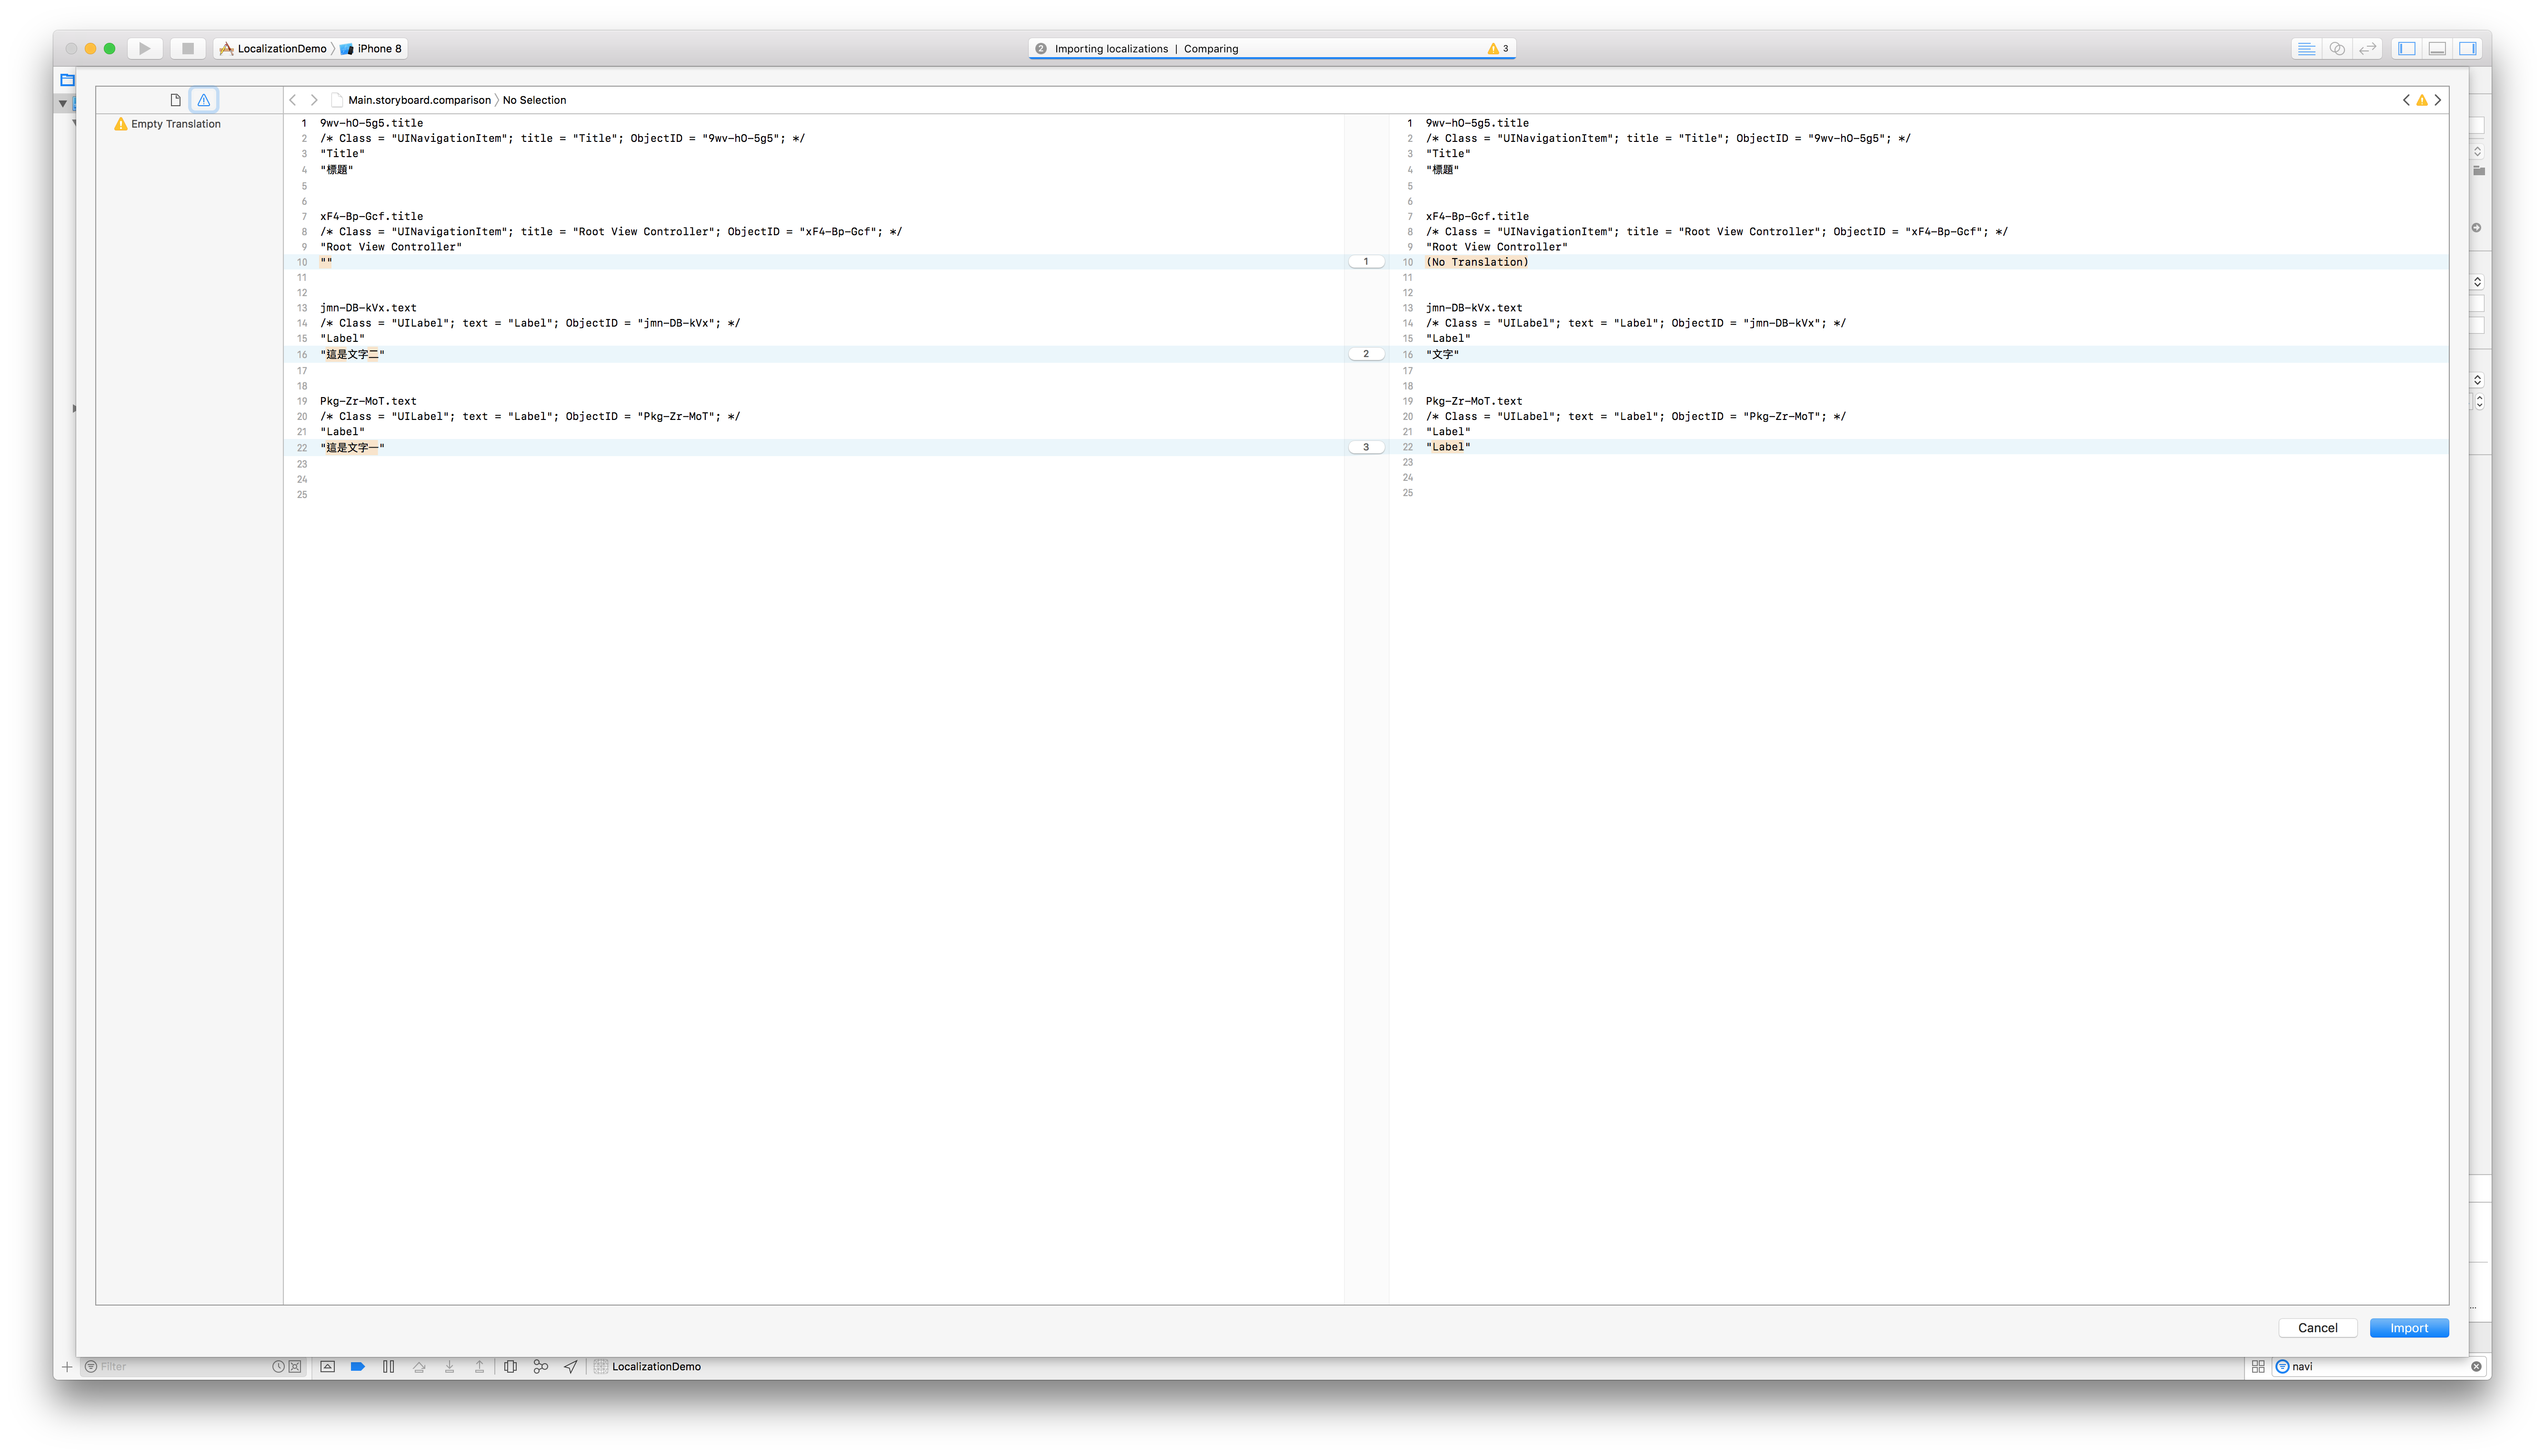 LocalizationDemo 〉 iPhone 8
2 Importing localizations | Comparing 3
Main.storyboard.comparison 〉 No Selection
Empty Translation
1 9wv-hO-5g5.title
2 /* Class = "UINavigationItem"; title = "Title"; ObjectID = "9wv-hO-5g5"; */
3 "Title"
4 "標題"
5
6
7 xF4-Bp-Gcf.title
8 /* Class = "UINavigationItem"; title = "Root View Controller"; ObjectID = "xF4-Bp-Gcf"; */
9 "Root View Controller"
10 ""
11
12
13 jmn-DB-kVx.text
14 /* Class = "UILabel"; text = "Label"; ObjectID = "jmn-DB-kVx"; */
15 "Label"
16 "這是文字二"
17
18
19 Pkg-Zr-MoT.text
20 /* Class = "UILabel"; text = "Label"; ObjectID = "Pkg-Zr-MoT"; */
21 "Label"
22 "這是文字一"
23
24
25
1
2
3
1 9wv-hO-5g5.title
2 /* Class = "UINavigationItem"; title = "Title"; ObjectID = "9wv-hO-5g5"; */
3 "Title"
4 "標題"
5
6
7 xF4-Bp-Gcf.title
8 /* Class = "UINavigationItem"; title = "Root View Controller"; ObjectID = "xF4-Bp-Gcf"; */
9 "Root View Controller"
10 (No Translation)
11
12
13 jmn-DB-kVx.text
14 /* Class = "UILabel"; text = "Label"; ObjectID = "jmn-DB-kVx"; */
15 "Label"
16 "文字"
17
18
19 Pkg-Zr-MoT.text
20 /* Class = "UILabel"; text = "Label"; ObjectID = "Pkg-Zr-MoT"; */
21 "Label"
22 "Label"
23
24
25
...
Cancel Import
Filter
LocalizationDemo
navi